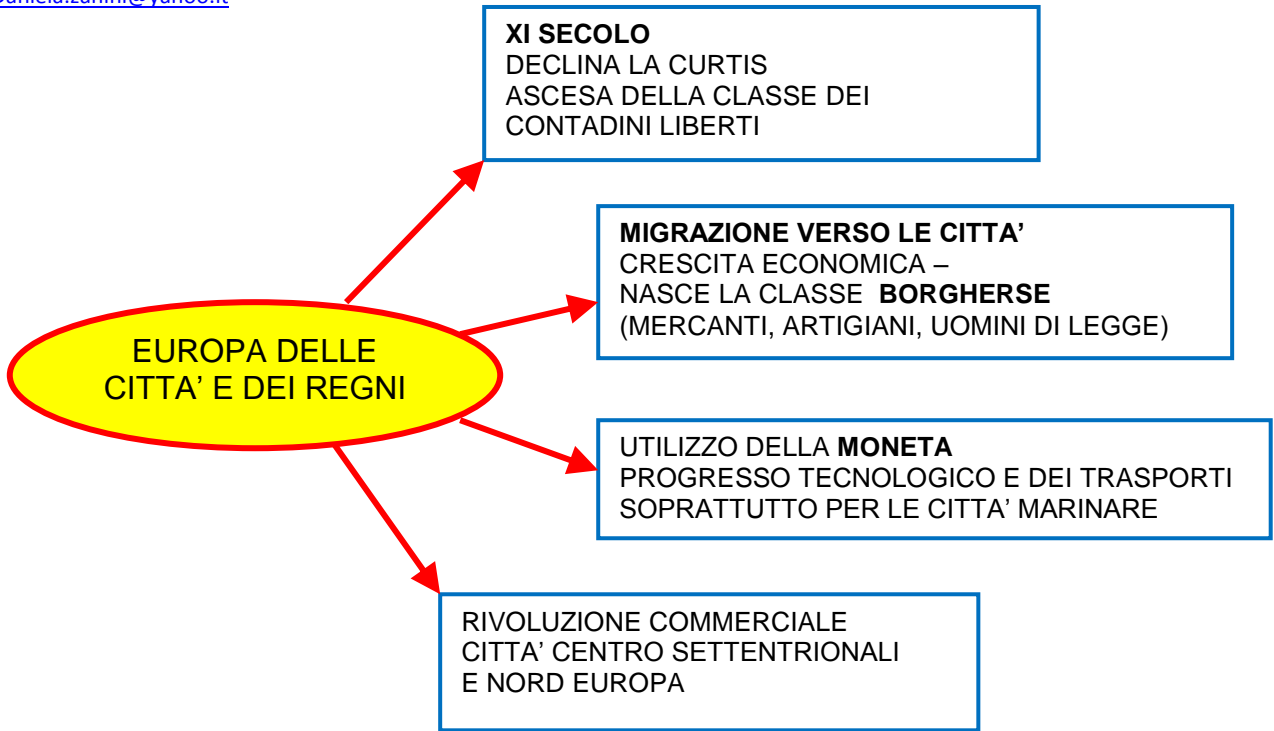 XI SECOLO
DECLINA LA CURTIS
ASCESA DELLA CLASSE DEI
CONTADINI LIBERTI
MIGRAZIONE VERSO LE CITTA’
CRESCITA ECONOMICA –
NASCE LA CLASSE BORGHERSE
(MERCANTI, ARTIGIANI, UOMINI DI LEGGE)
EUROPA DELLE
CITTA’ E DEI REGNI
UTILIZZO DELLA MONETA
PROGRESSO TECNOLOGICO E DEI TRASPORTI
SOPRATTUTTO PER LE CITTA’ MARINARE
RIVOLUZIONE COMMERCIALE
CITTA’ CENTRO SETTENTRIONALI
E NORD EUROPA